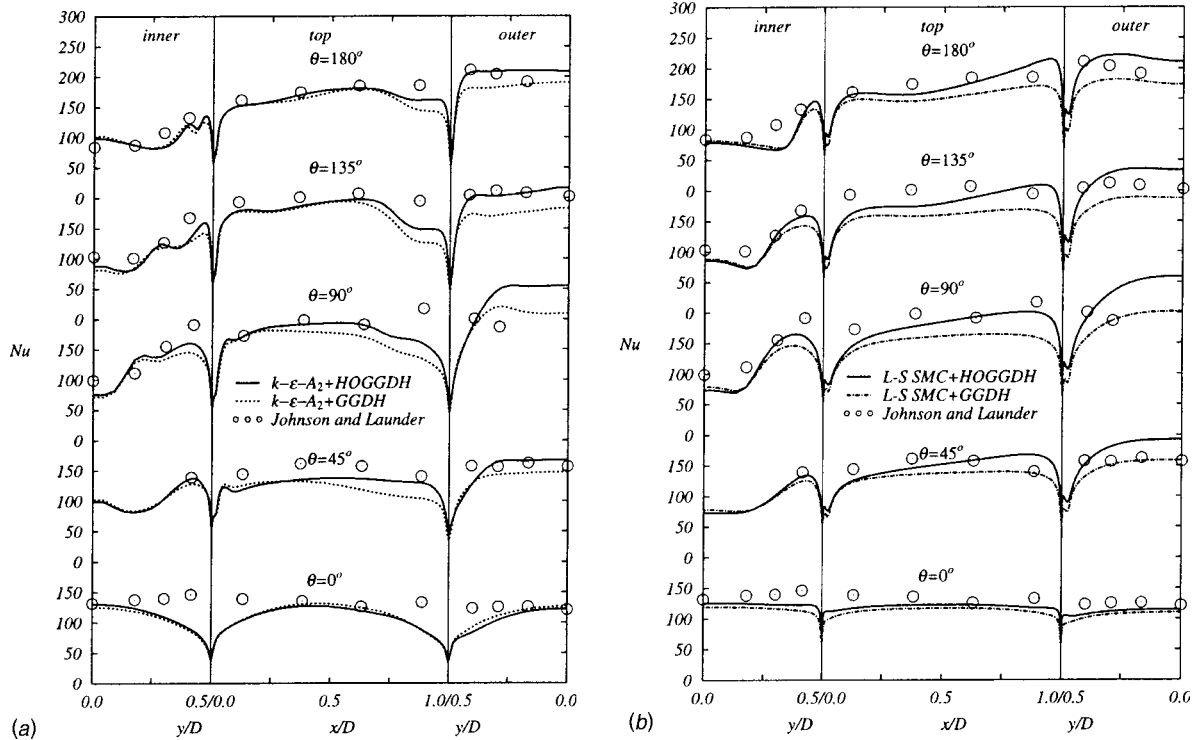 300
250
200
150
100
50
0
150
100
50
0
150
100
50
0
150
100
50
0
150
100
50
0
Nu
inner top outer
θ=180°
θ=135°
θ=90°
k-ε-A₂+HOGGDH
k-ε-A₂+GGDH
Johnson and Launder
θ=45°
θ=0°
0.0 0.5/0.0 0.5 1.0/0.5 0.0
y/D x/D y/D
(a)
300
250
200
150
100
50
0
150
100
50
0
150
100
50
0
150
100
50
0
150
100
50
0
Nu
inner top outer
θ=180°
θ=135°
θ=90°
L-S SMC+HOGGDH
L-S SMC+GGDH
Johnson and Launder
θ=45°
θ=0°
0.0 0.5/0.0 0.5 1.0/0.5 0.0
y/D x/D y/D
(b)